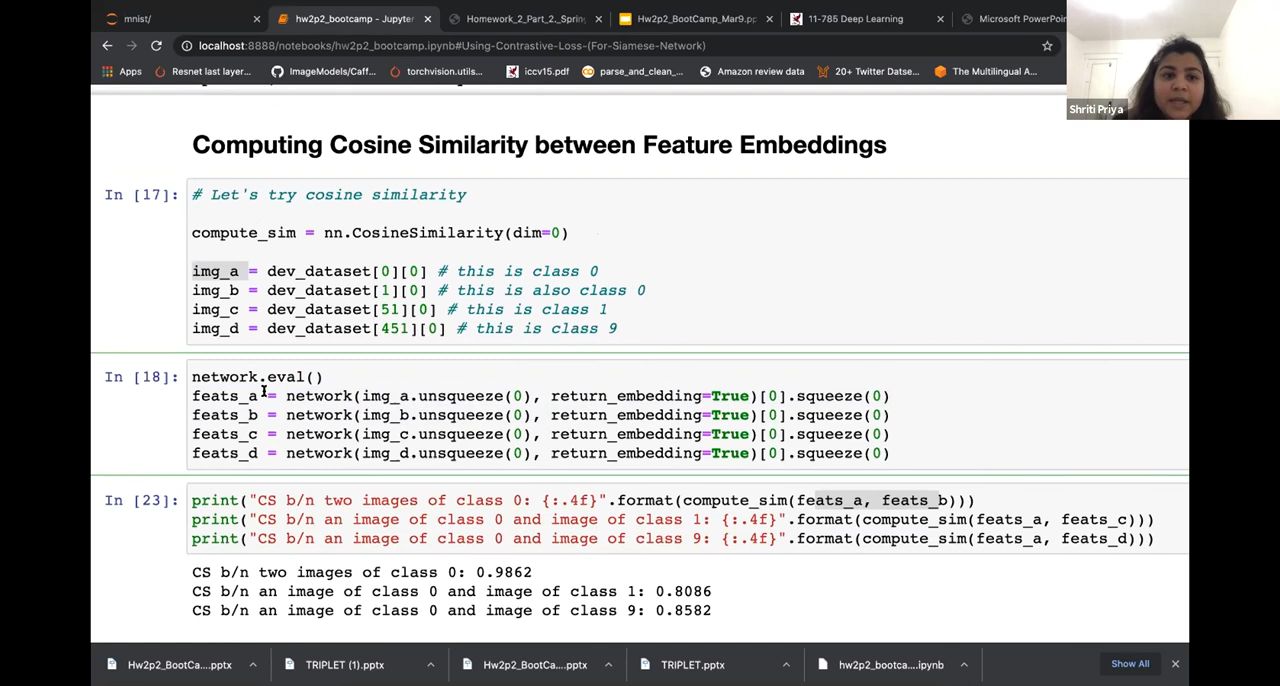 mnist/
hw2p2_bootcamp - Jupyter
Homework_2_Part_2._Sprin
Hw2p2_BootCamp_Mar9.pp
11-785 Deep Learning
Microsoft PowerPoin
localhost:8888/notebooks/hw2p2_bootcamp.ipynb#Using-Contrastive-Loss-(For-Siamese-Network)
Apps
Resnet last layer...
ImageModels/Caff...
torchvision.utils...
iccv15.pdf
parse_and_clean_...
Amazon review data
20+ Twitter Datse...
The Multilingual A...
Shriti Priya
Computing Cosine Similarity between Feature Embeddings
In [17]: # Let's try cosine similarity
compute_sim = nn.CosineSimilarity(dim=0)
img_a = dev_dataset[0][0] # this is class 0
img_b = dev_dataset[1][0] # this is also class 0
img_c = dev_dataset[51][0] # this is class 1
img_d = dev_dataset[451][0] # this is class 9
In [18]: network.eval()
feats_a = network(img_a.unsqueeze(0), return_embedding=True)[0].squeeze(0)
feats_b = network(img_b.unsqueeze(0), return_embedding=True)[0].squeeze(0)
feats_c = network(img_c.unsqueeze(0), return_embedding=True)[0].squeeze(0)
feats_d = network(img_d.unsqueeze(0), return_embedding=True)[0].squeeze(0)
In [23]: print("CS b/n two images of class 0: {:.4f}".format(compute_sim(feats_a, feats_b)))
print("CS b/n an image of class 0 and image of class 1: {:.4f}".format(compute_sim(feats_a, feats_c)))
print("CS b/n an image of class 0 and image of class 9: {:.4f}".format(compute_sim(feats_a, feats_d)))
CS b/n two images of class 0: 0.9862
CS b/n an image of class 0 and image of class 1: 0.8086
CS b/n an image of class 0 and image of class 9: 0.8582
Hw2p2_BootCa....pptx
TRIPLET (1).pptx
Hw2p2_BootCa....pptx
TRIPLET.pptx
hw2p2_bootca....ipynb
Show All